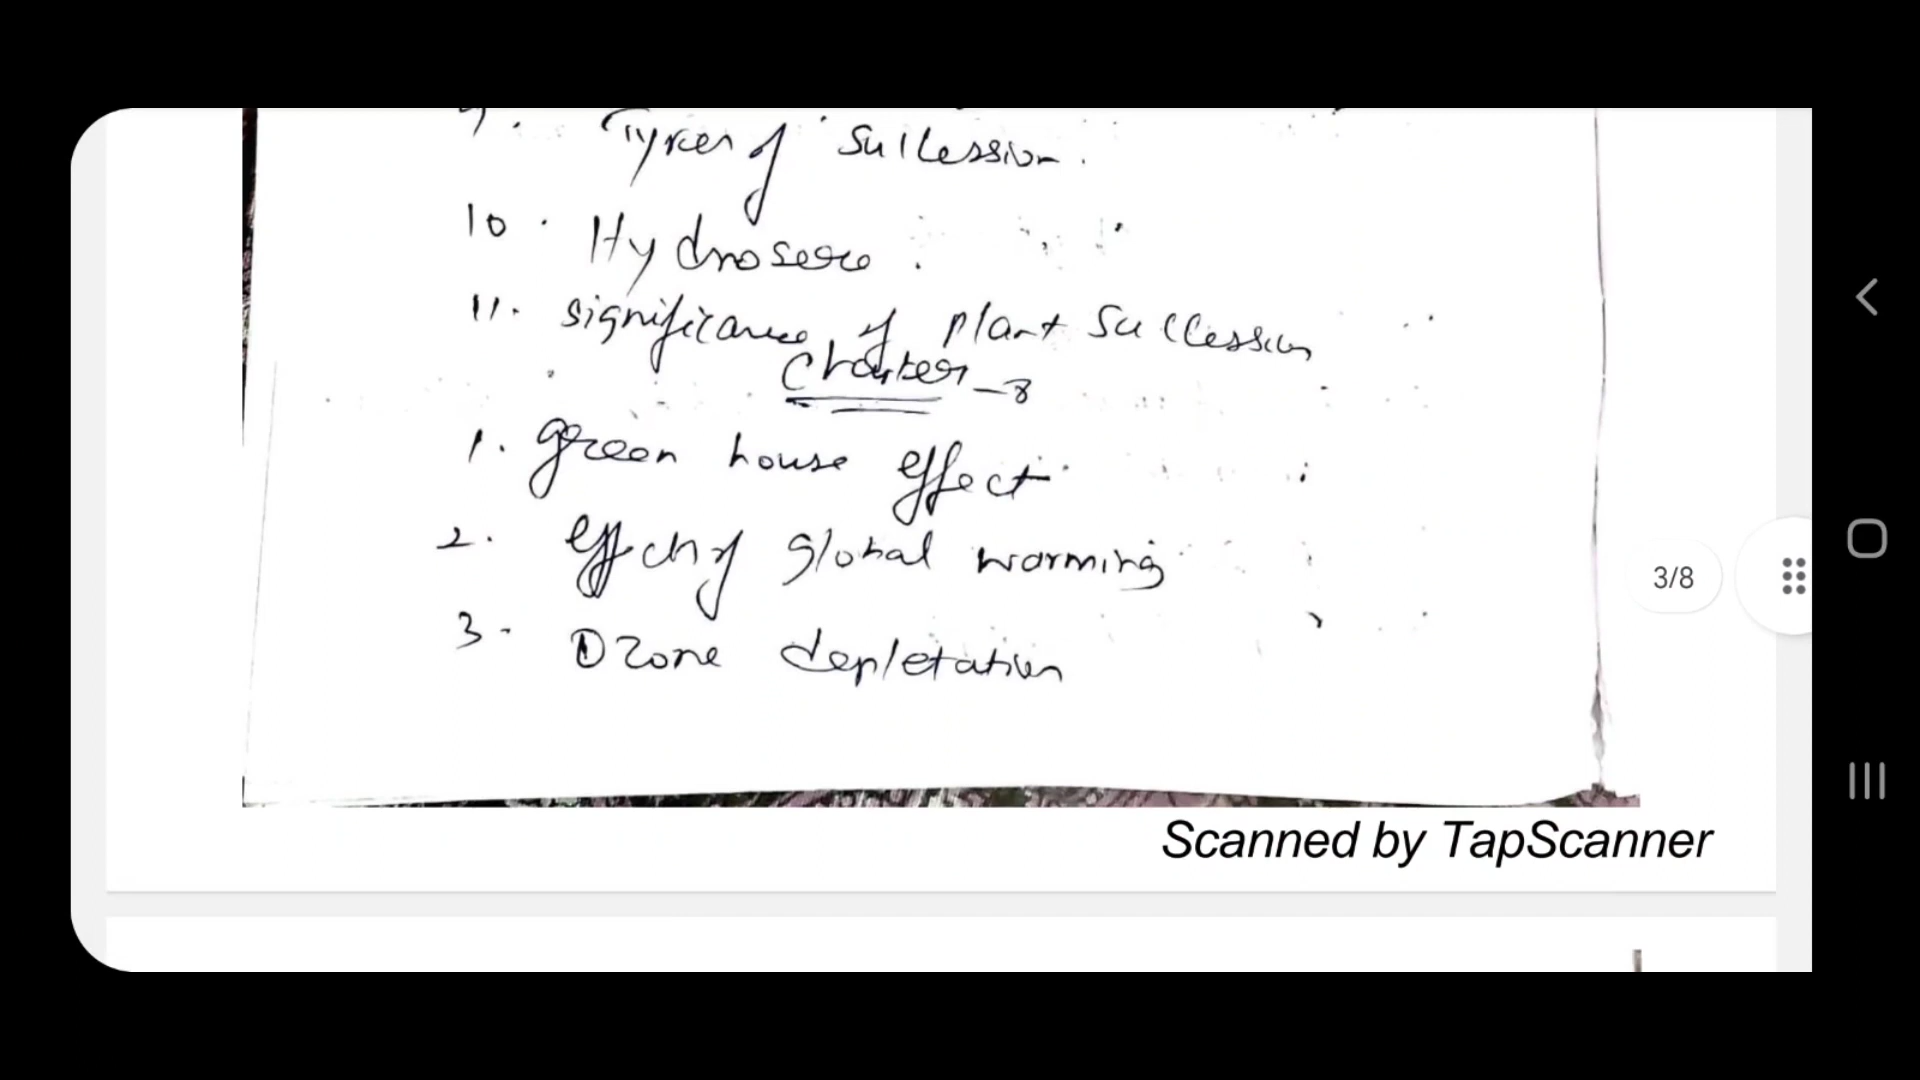 9. Types of Succession.
10. Hydrosere.
11. significance of plant Succession
Chapter-8
1. green house effect
2. effect of global warming
3. Ozone depletation
3/8
Scanned by TapScanner